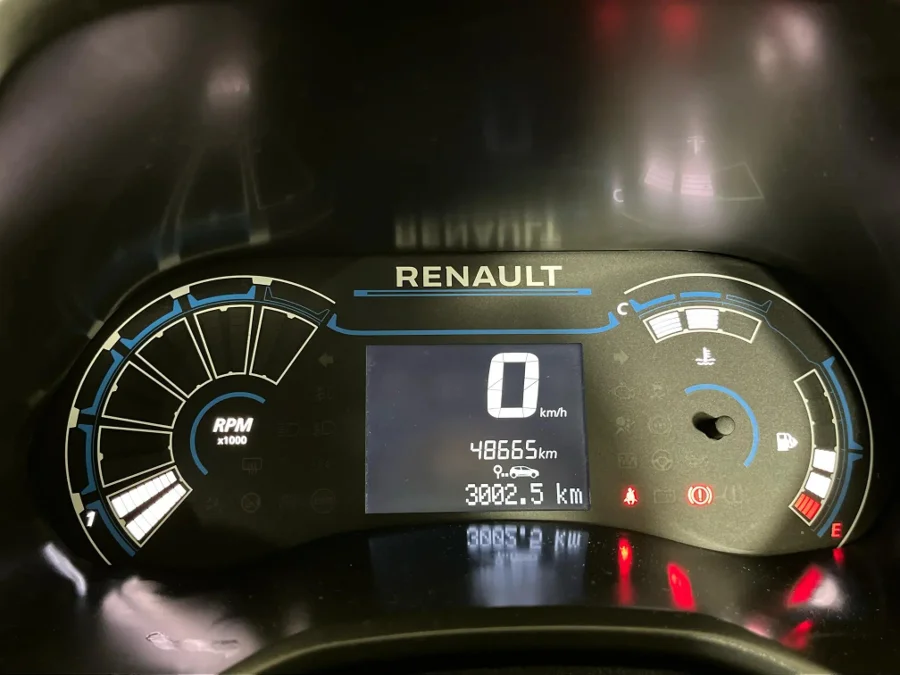 RENAULT
C
0 km/h
RPM
x1000
48665km
3002.5 km
1
E